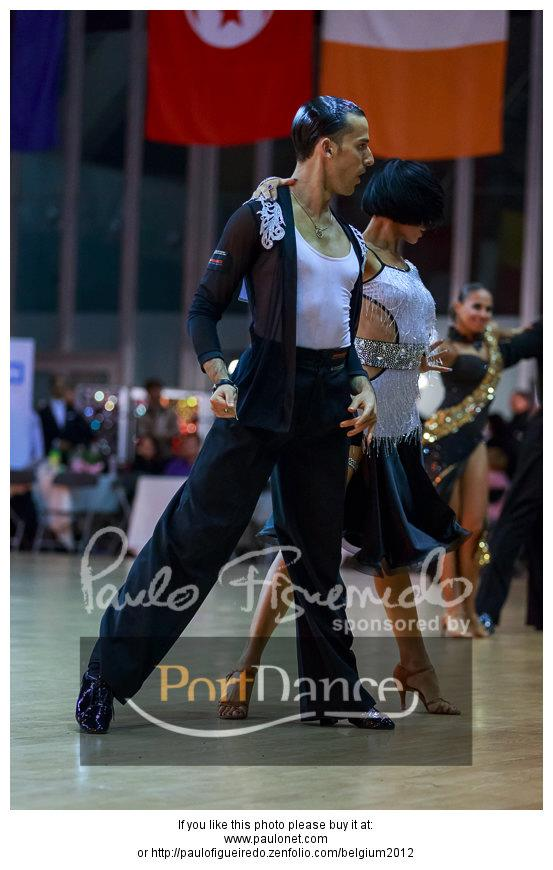 Paulo Figueiredo
sponsored by
PortDance
If you like this photo please buy it at:
www.paulonet.com
or http://paulofigueiredo.zenfolio.com/belgium2012